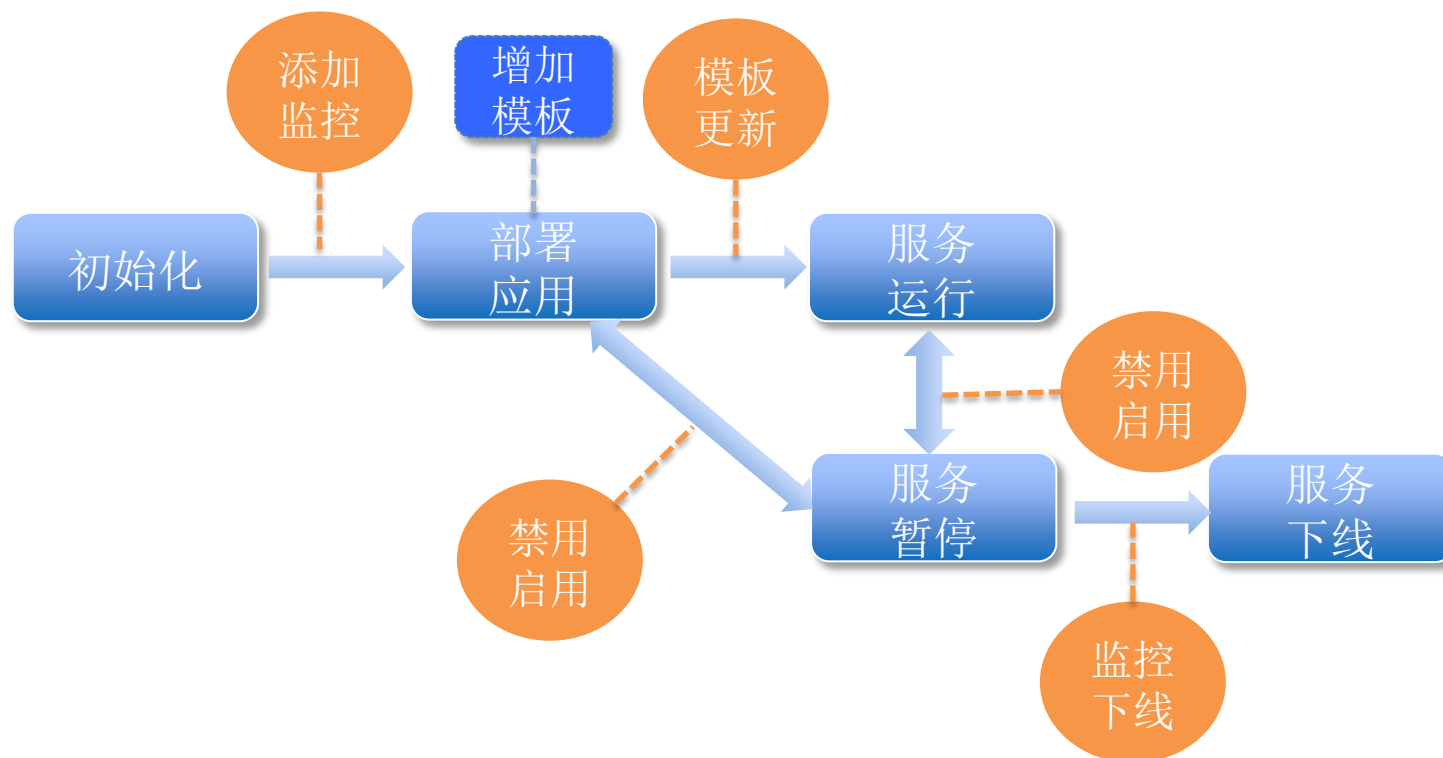 添加
监控
增加
模板
模板
更新
初始化
部署
应用
服务
运行
禁用
启用
禁用
启用
服务
暂停
服务
下线
监控
下线